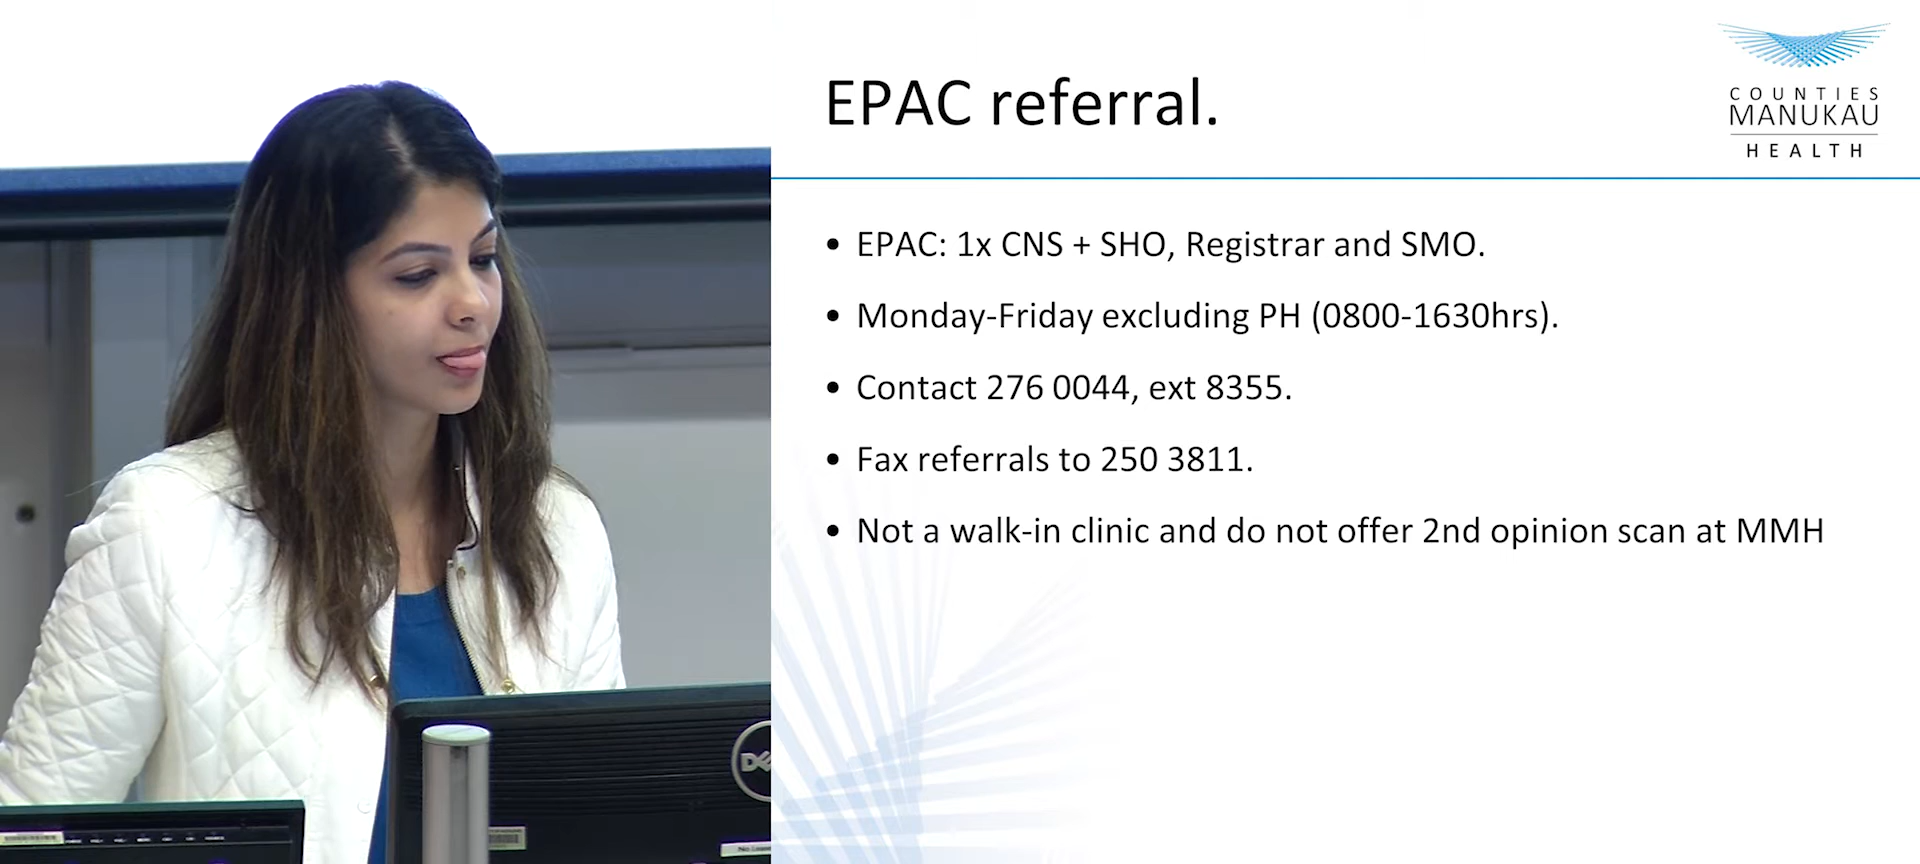 EPAC referral.
COUNTIES
MANUKAU
HEALTH
• EPAC: 1x CNS + SHO, Registrar and SMO.
• Monday-Friday excluding PH (0800-1630hrs).
• Contact 276 0044, ext 8355.
• Fax referrals to 250 3811.
• Not a walk-in clinic and do not offer 2nd opinion scan at MMH